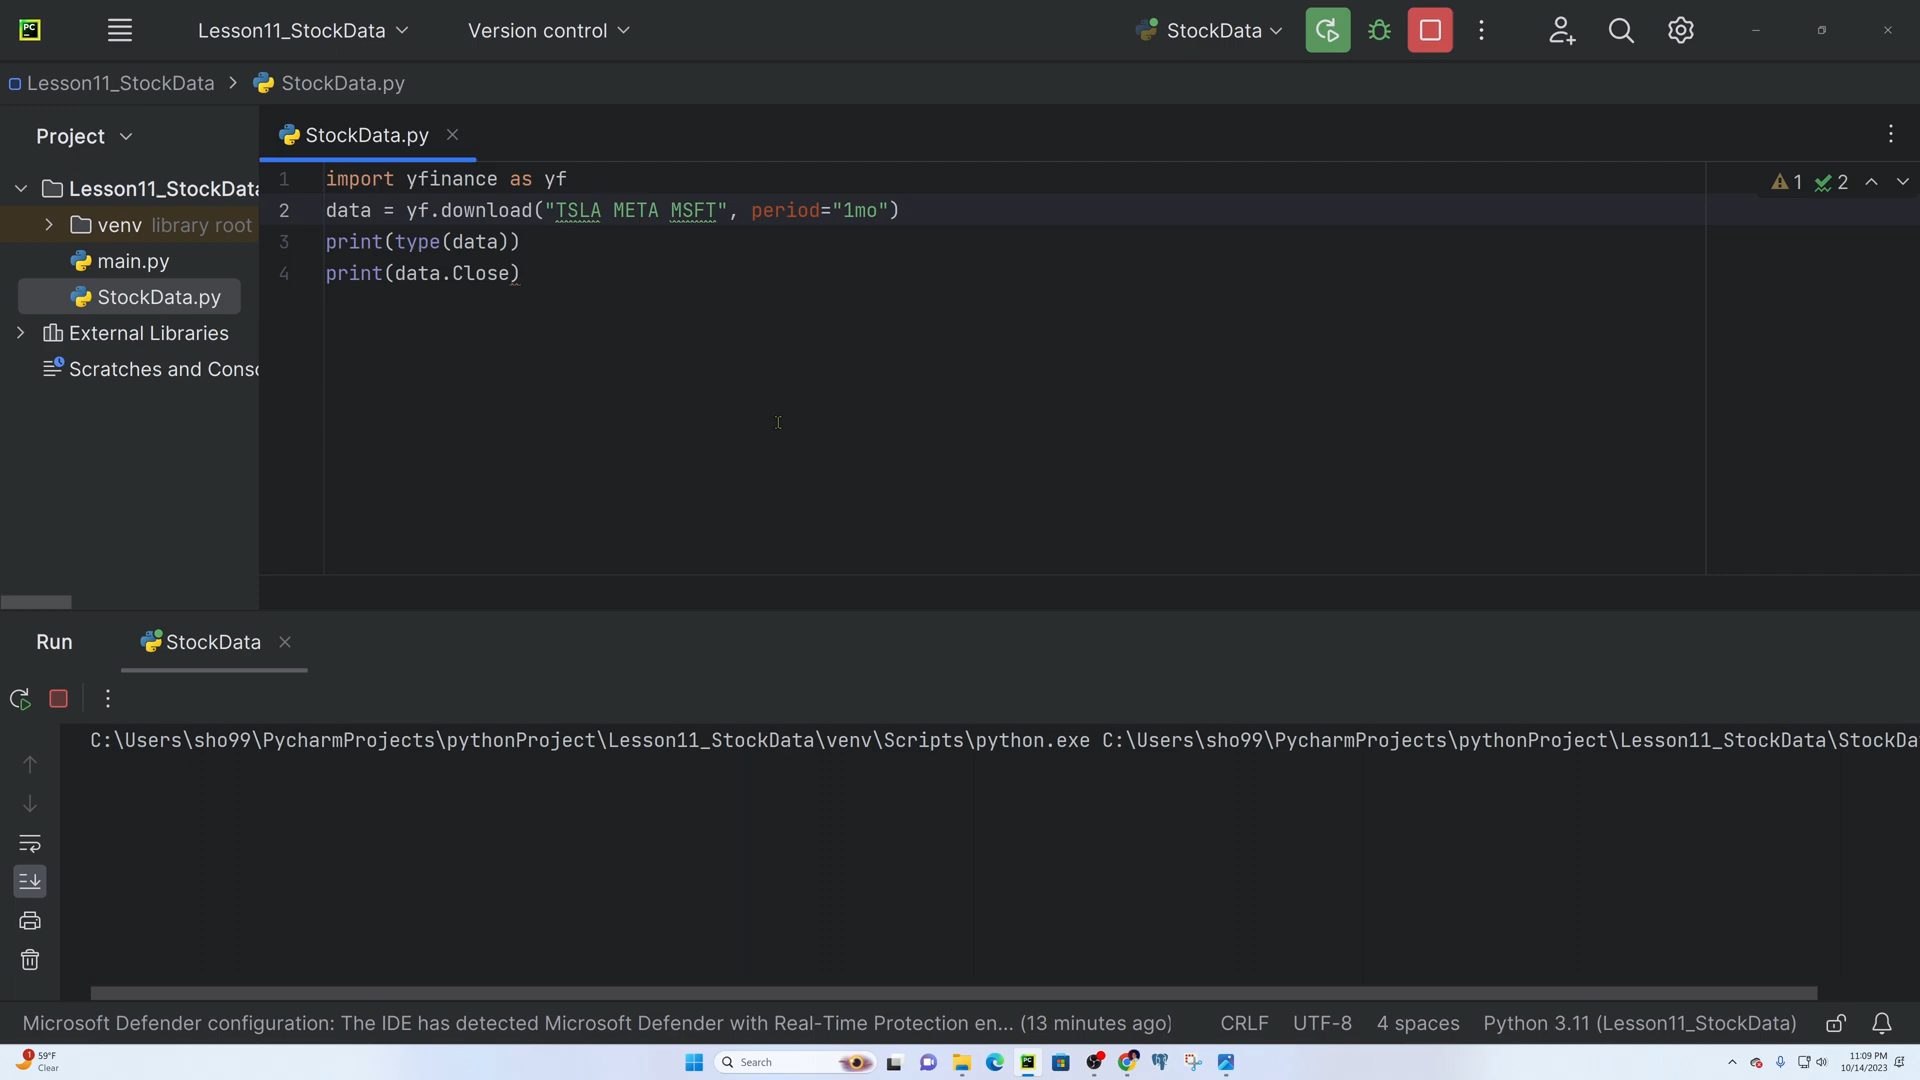 PC
Lesson11_StockData
Version control
StockData
Lesson11_StockData
StockData.py
Project
StockData.py
Lesson11_StockData
venv library root
main.py
StockData.py
External Libraries
Scratches and Conso
1 import yfinance as yf
2 data = yf.download("TSLA META MSFT", period="1mo")
3 print(type(data))
4 print(data.Close)
1 2
Run
StockData
C:\Users\sho99\PycharmProjects\pythonProject\Lesson11_StockData\venv\Scripts\python.exe C:\Users\sho99\PycharmProjects\pythonProject\Lesson11_StockData\StockDa
Microsoft Defender configuration: The IDE has detected Microsoft Defender with Real-Time Protection en... (13 minutes ago)
CRLF
UTF-8
4 spaces
Python 3.11 (Lesson11_StockData)
1
59°F
Clear
Search
PC
11:09 PM
10/14/2023